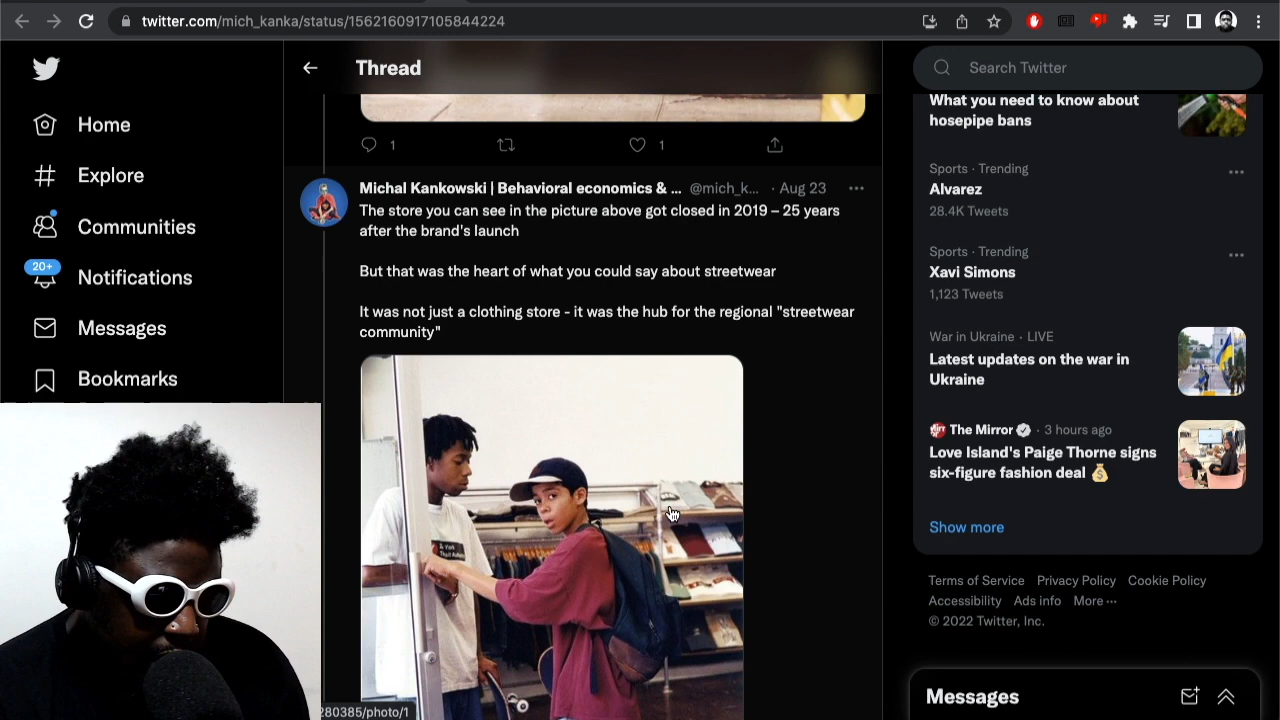 twitter.com/mich_kanka/status/1562160917105844224
Home
Explore
Communities
20+
Notifications
Messages
Bookmarks
Thread
1
1
Michal Kankowski | Behavioral economics & ... @mich_k... · Aug 23
The store you can see in the picture above got closed in 2019 – 25 years
after the brand's launch
But that was the heart of what you could say about streetwear
It was not just a clothing store - it was the hub for the regional "streetwear
community"
280385/photo/1
Search Twitter
What you need to know about
hosepipe bans
Sports · Trending
Alvarez
28.4K Tweets
Sports · Trending
Xavi Simons
1,123 Tweets
War in Ukraine · LIVE
Latest updates on the war in
Ukraine
The Mirror · 3 hours ago
Love Island's Paige Thorne signs
six-figure fashion deal 💰
Show more
Terms of Service Privacy Policy Cookie Policy
Accessibility Ads info More ···
© 2022 Twitter, Inc.
Messages